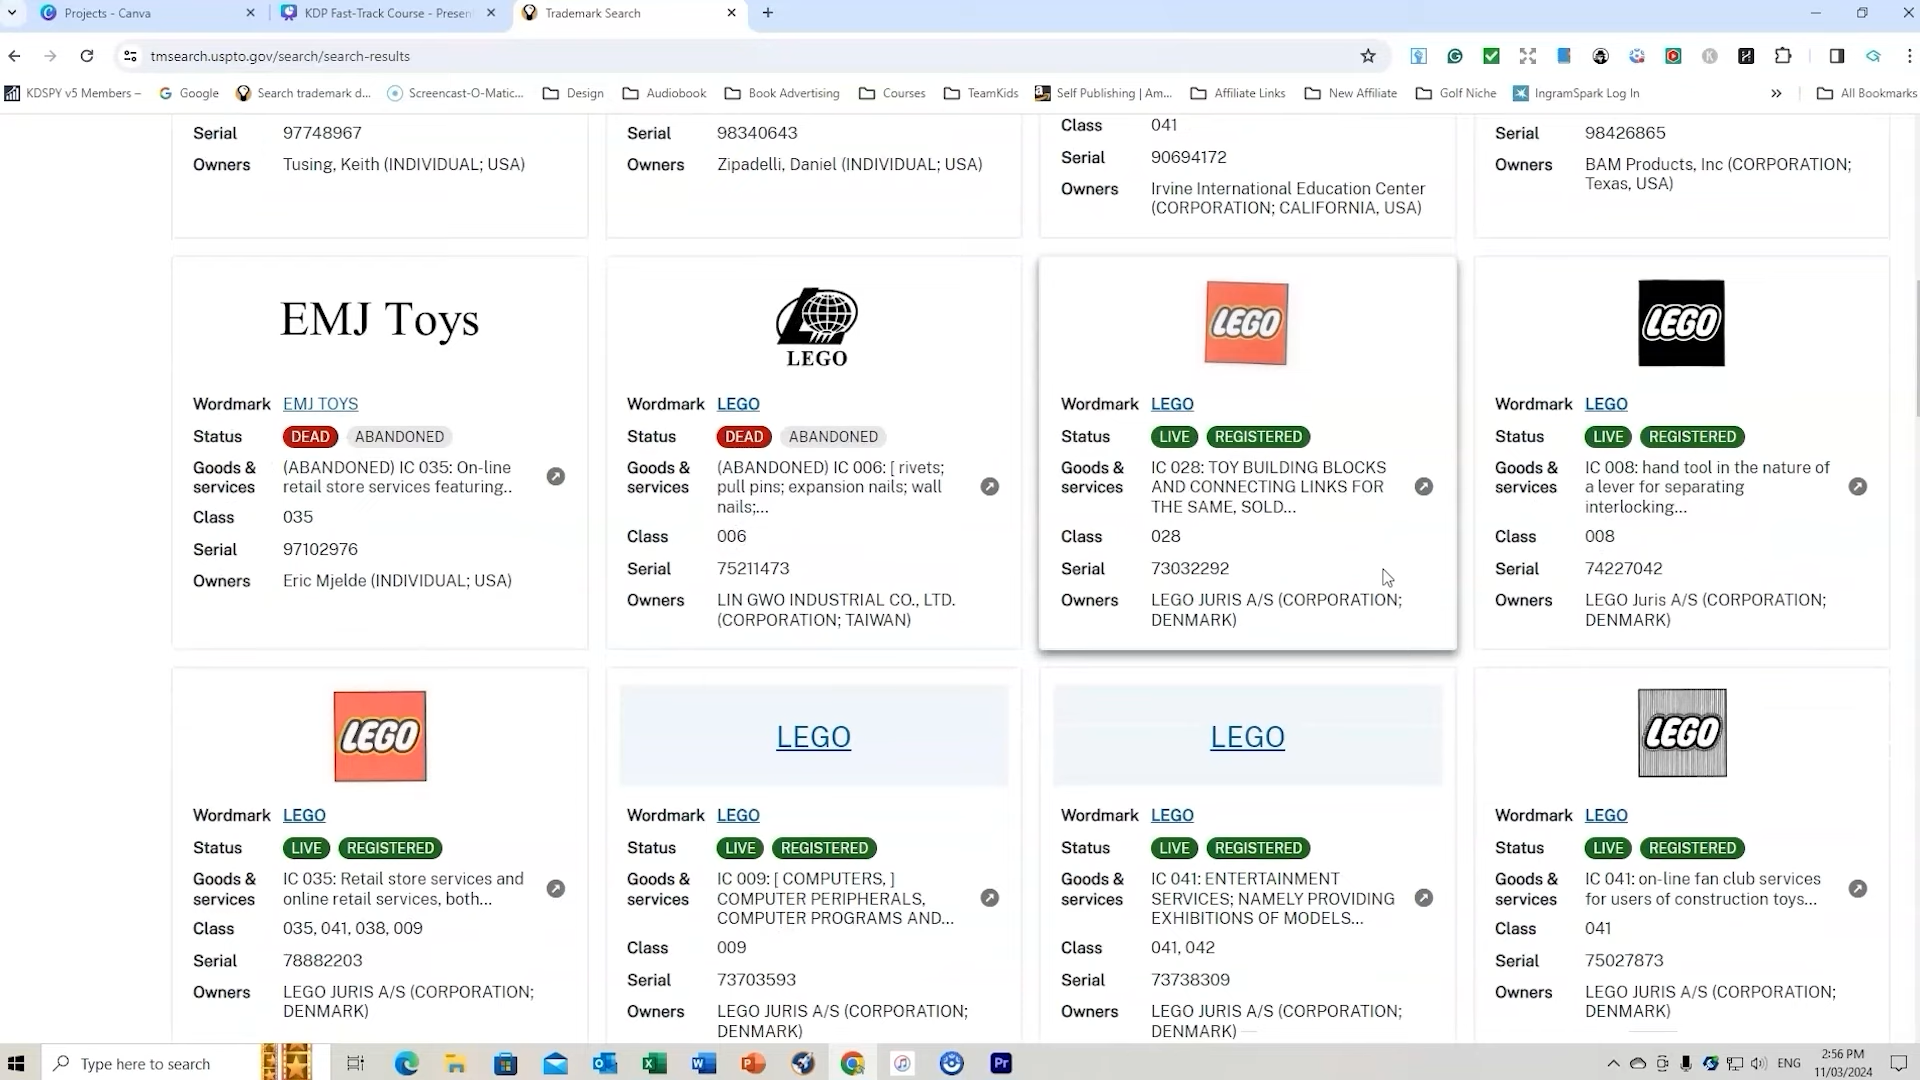 Projects - Canva
KDP Fast-Track Course - Presen
Trademark Search
tmsearch.uspto.gov/search/search-results
KDSPY v5 Members –
Google
Search trademark d...
Screencast-O-Matic...
Design
Audiobook
Book Advertising
Courses
TeamKids
Self Publishing | Am...
Affiliate Links
New Affiliate
Golf Niche
IngramSpark Log In
All Bookmarks
Serial 97748967
Owners Tusing, Keith (INDIVIDUAL; USA)
Serial 98340643
Owners Zipadelli, Daniel (INDIVIDUAL; USA)
Class 041
Serial 90694172
Owners Irvine International Education Center
(CORPORATION; CALIFORNIA, USA)
Serial 98426865
Owners BAM Products, Inc (CORPORATION;
Texas, USA)
EMJ Toys
Wordmark EMJ TOYS
Status DEAD ABANDONED
Goods & (ABANDONED) IC 035: On-line
services retail store services featuring..
Class 035
Serial 97102976
Owners Eric Mjelde (INDIVIDUAL; USA)
LEGO
Wordmark LEGO
Status DEAD ABANDONED
Goods & (ABANDONED) IC 006: [ rivets;
services pull pins; expansion nails; wall
nails;...
Class 006
Serial 75211473
Owners LIN GWO INDUSTRIAL CO., LTD.
(CORPORATION; TAIWAN)
LEGO
Wordmark LEGO
Status LIVE REGISTERED
Goods & IC 028: TOY BUILDING BLOCKS
services AND CONNECTING LINKS FOR
THE SAME, SOLD...
Class 028
Serial 73032292
Owners LEGO JURIS A/S (CORPORATION;
DENMARK)
LEGO
Wordmark LEGO
Status LIVE REGISTERED
Goods & IC 008: hand tool in the nature of
services a lever for separating
interlocking...
Class 008
Serial 74227042
Owners LEGO Juris A/S (CORPORATION;
DENMARK)
LEGO
Wordmark LEGO
Status LIVE REGISTERED
Goods & IC 035: Retail store services and
services online retail services, both...
Class 035, 041, 038, 009
Serial 78882203
Owners LEGO JURIS A/S (CORPORATION;
DENMARK)
LEGO
Wordmark LEGO
Status LIVE REGISTERED
Goods & IC 009: [ COMPUTERS, ]
services COMPUTER PERIPHERALS,
COMPUTER PROGRAMS AND...
Class 009
Serial 73703593
Owners LEGO JURIS A/S (CORPORATION;
DENMARK)
LEGO
Wordmark LEGO
Status LIVE REGISTERED
Goods & IC 041: ENTERTAINMENT
services SERVICES; NAMELY PROVIDING
EXHIBITIONS OF MODELS...
Class 041, 042
Serial 73738309
Owners LEGO JURIS A/S (CORPORATION;
DENMARK)
LEGO
Wordmark LEGO
Status LIVE REGISTERED
Goods & IC 041: on-line fan club services
services for users of construction toys...
Class 041
Serial 75027873
Owners LEGO JURIS A/S (CORPORATION;
DENMARK)
Type here to search
ENG
2:56 PM
11/03/2024